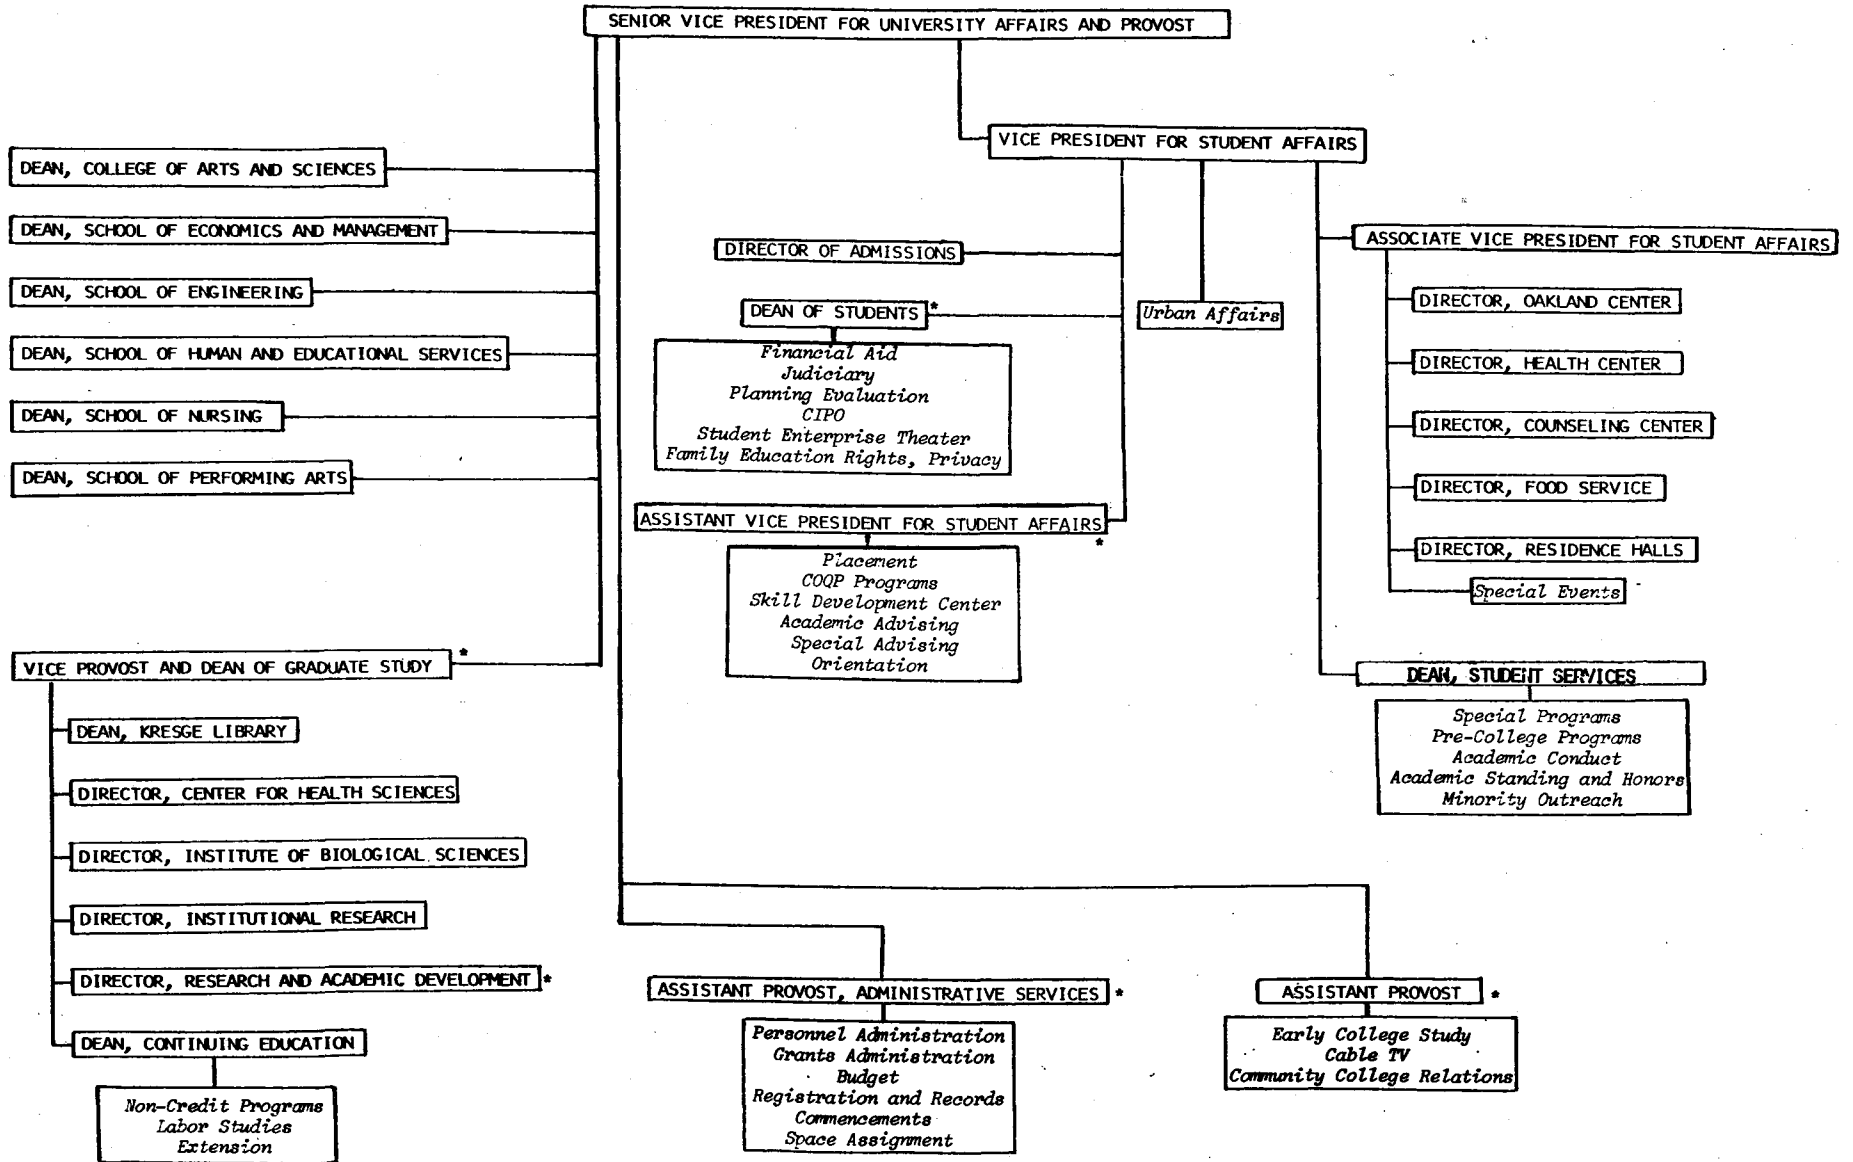 SENIOR VICE PRESIDENT FOR UNIVERSITY AFFAIRS AND PROVOST
VICE PRESIDENT FOR STUDENT AFFAIRS
DEAN, COLLEGE OF ARTS AND SCIENCES
DEAN, SCHOOL OF ECONOMICS AND MANAGEMENT
DEAN, SCHOOL OF ENGINEERING
DEAN, SCHOOL OF HUMAN AND EDUCATIONAL SERVICES
DEAN, SCHOOL OF NURSING
DEAN, SCHOOL OF PERFORMING ARTS
VICE PROVOST AND DEAN OF GRADUATE STUDY *
DEAN, KRESGE LIBRARY
DIRECTOR, CENTER FOR HEALTH SCIENCES
DIRECTOR, INSTITUTE OF BIOLOGICAL SCIENCES
DIRECTOR, INSTITUTIONAL RESEARCH
DIRECTOR, RESEARCH AND ACADEMIC DEVELOPMENT *
DEAN, CONTINUING EDUCATION
Non-Credit Programs
Labor Studies
Extension
DIRECTOR OF ADMISSIONS
DEAN OF STUDENTS *
Financial Aid
Judiciary
Planning Evaluation
CIPO
Student Enterprise Theater
Family Education Rights, Privacy
Urban Affairs
ASSISTANT VICE PRESIDENT FOR STUDENT AFFAIRS
*
Placement
COQP Programs
Skill Development Center
Academic Advising
Special Advising
Orientation
ASSOCIATE VICE PRESIDENT FOR STUDENT AFFAIRS
DIRECTOR, OAKLAND CENTER
DIRECTOR, HEALTH CENTER
DIRECTOR, COUNSELING CENTER
DIRECTOR, FOOD SERVICE
DIRECTOR, RESIDENCE HALLS
Special Events
DEAN, STUDENT SERVICES
Special Programs
Pre-College Programs
Academic Conduct
Academic Standing and Honors
Minority Outreach
ASSISTANT PROVOST, ADMINISTRATIVE SERVICES *
Personnel Administration
Grants Administration
Budget
Registration and Records
Commencements
Space Assignment
ASSISTANT PROVOST *
Early College Study
Cable TV
Community College Relations